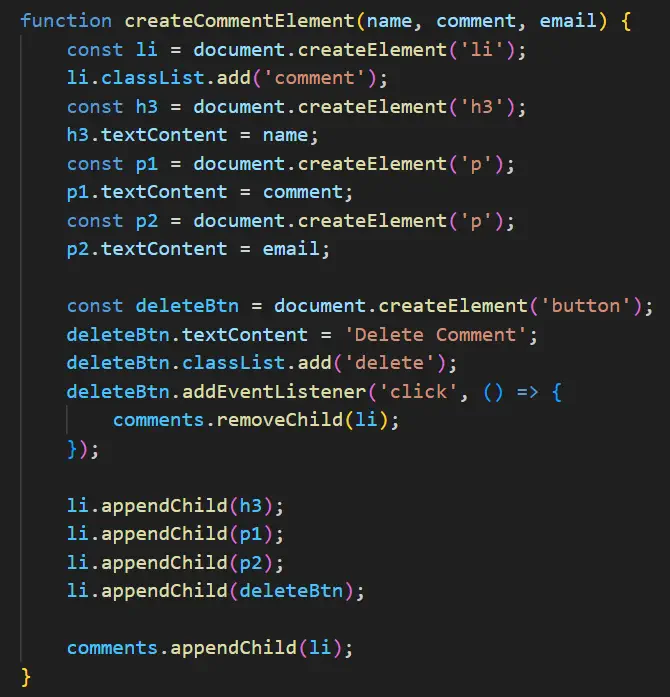 function createCommentElement(name, comment, email) {
    const li = document.createElement('li');
    li.classList.add('comment');
    const h3 = document.createElement('h3');
    h3.textContent = name;
    const p1 = document.createElement('p');
    p1.textContent = comment;
    const p2 = document.createElement('p');
    p2.textContent = email;

    const deleteBtn = document.createElement('button');
    deleteBtn.textContent = 'Delete Comment';
    deleteBtn.classList.add('delete');
    deleteBtn.addEventListener('click', () => {
        comments.removeChild(li);
    });

    li.appendChild(h3);
    li.appendChild(p1);
    li.appendChild(p2);
    li.appendChild(deleteBtn);

    comments.appendChild(li);
}